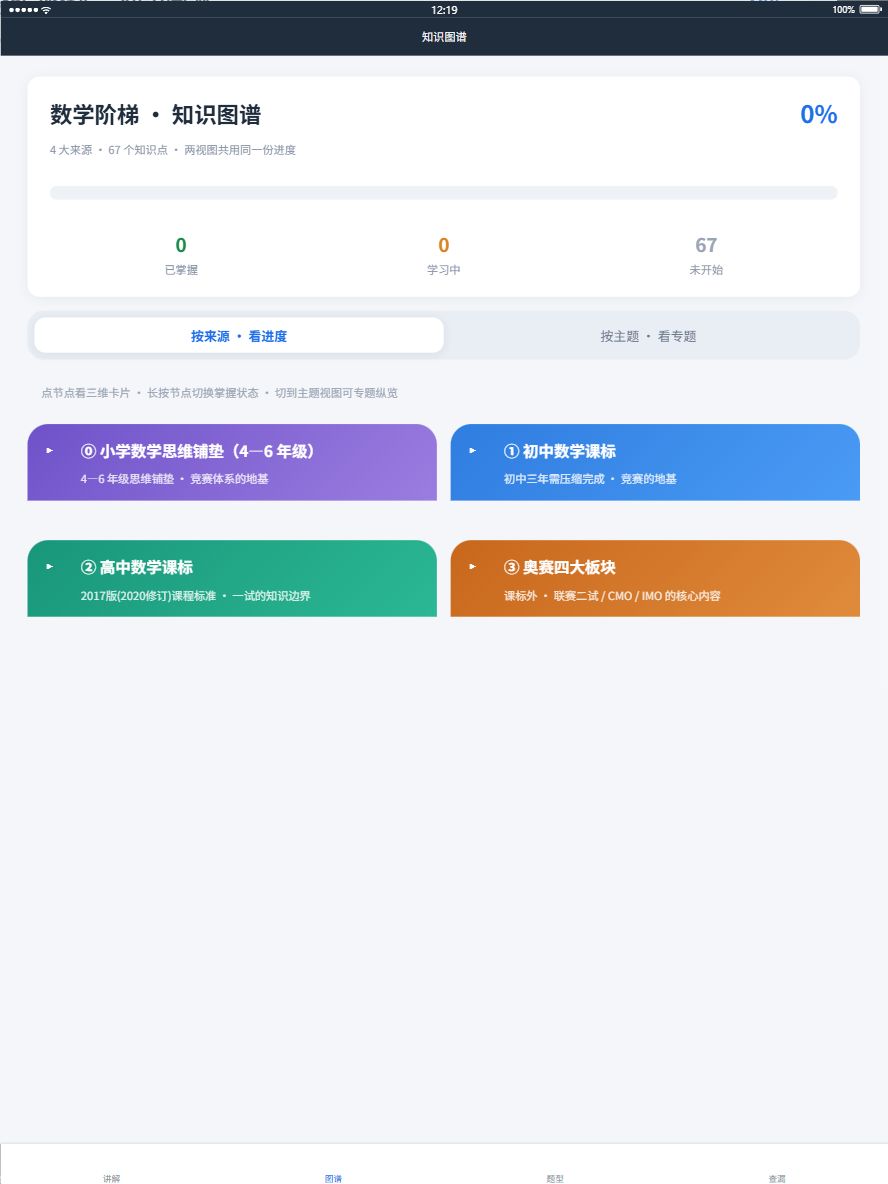 12:19
100%
知识图谱
数学阶梯 · 知识图谱
0%
4 大来源 · 67 个知识点 · 两视图共用同一份进度
0
0
67
已掌握
学习中
未开始
按来源 · 看进度
按主题 · 看专题
点节点看三维卡片 · 长按节点切换掌握状态 · 切到主题视图可专题纵览
⓪ 小学数学思维铺垫（4—6 年级）
4—6 年级思维铺垫 · 竞赛体系的地基
① 初中数学课标
初中三年需压缩完成 · 竞赛的地基
② 高中数学课标
2017版(2020修订)课程标准 · 一试的知识边界
③ 奥赛四大板块
课标外 · 联赛二试 / CMO / IMO 的核心内容
讲解
图谱
题型
查漏